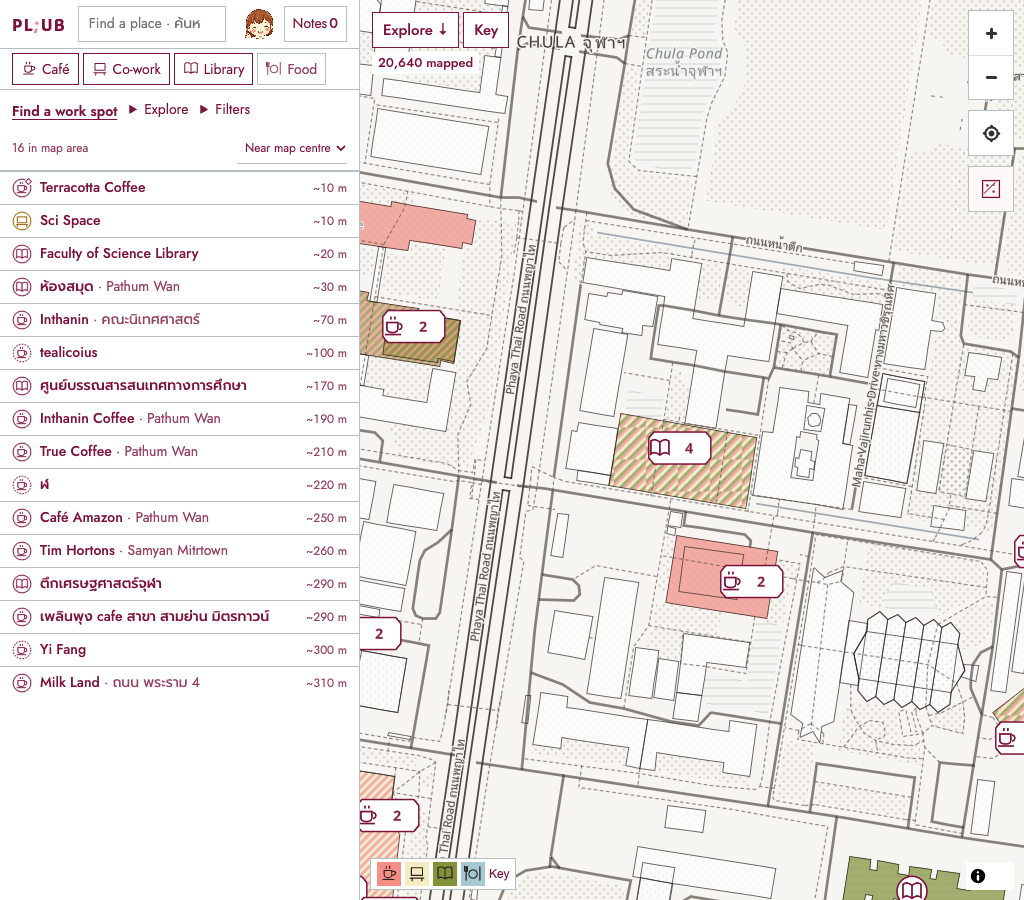 PL:UB
Find a place · ค้นห
Notes 0
Café
Co-work
Library
Food
Find a work spot
Explore
Filters
16 in map area
Near map centre
Terracotta Coffee ~10 m
Sci Space ~10 m
Faculty of Science Library ~20 m
ห้องสมุด · Pathum Wan ~30 m
Inthanin · คณะนิเทศศาสตร์ ~70 m
tealicoius ~100 m
ศูนย์บรรณสารสนเทศทางการศึกษา ~170 m
Inthanin Coffee · Pathum Wan ~190 m
True Coffee · Pathum Wan ~210 m
ฬ ~220 m
Café Amazon · Pathum Wan ~250 m
Tim Hortons · Samyan Mitrtown ~260 m
ตึกเศรษฐศาสตร์จุฬา ~290 m
เพลินพุง cafe สาขา สามย่าน มิตรทาวน์ ~290 m
Yi Fang ~300 m
Milk Land · ถนน พระราม 4 ~310 m
Explore ↓
Key
20,640 mapped
CHULA จุฬาฯ
Chula Pond
สระน้ำจุฬาฯ
ถนนหน้าตึก
Phaya Thai Road ถนนพญาไท
Maha Vajirunhis Drive ทางมหาวชิรุณหิศ
2
4
2
Phaya Thai Road ถนนพญาไท
2
Thai Road ถนนพญาไท
2
Key